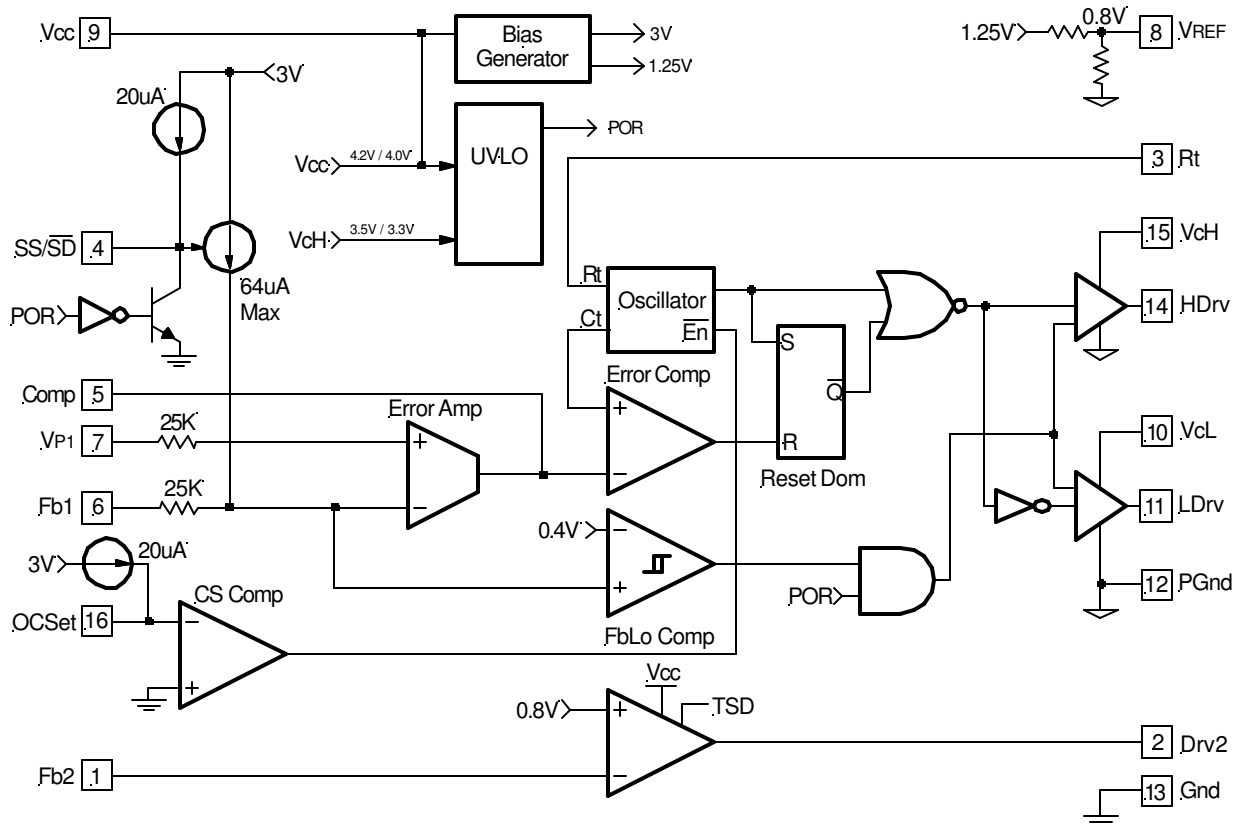 Vcc 9
Bias
Generator
3V
1.25V
1.25V
0.8V
8 VREF
3V
20uA
UVLO
POR
Vcc
4.2V / 4.0V
3 Rt
VcH
3.5V / 3.3V
15 VcH
SS/SD 4
64uA
Max
Rt
Oscillator
Ct
En
14 HDrv
POR
S
Q
R
Reset Dom
Error Comp
+
−
Comp 5
Error Amp
+
−
VP1 7
25K
10 VcL
Fb1 6
25K
11 LDrv
0.4V
−
+
FbLo Comp
POR
3V
20uA
12 PGnd
OCSet 16
CS Comp
−
+
Vcc
TSD
0.8V
+
−
2 Drv2
Fb2 1
13 Gnd